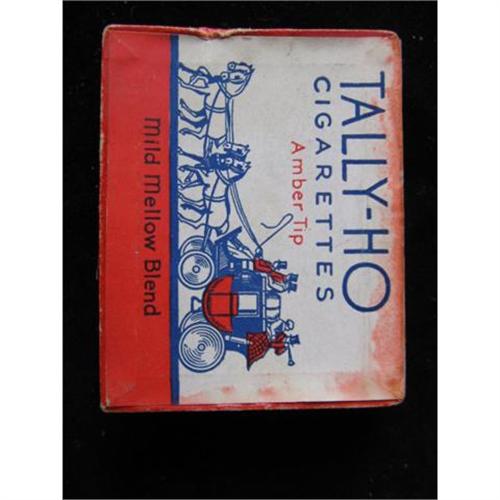 TALLY-HO
CIGARETTES
Amber Tip
Mild Mellow Blend